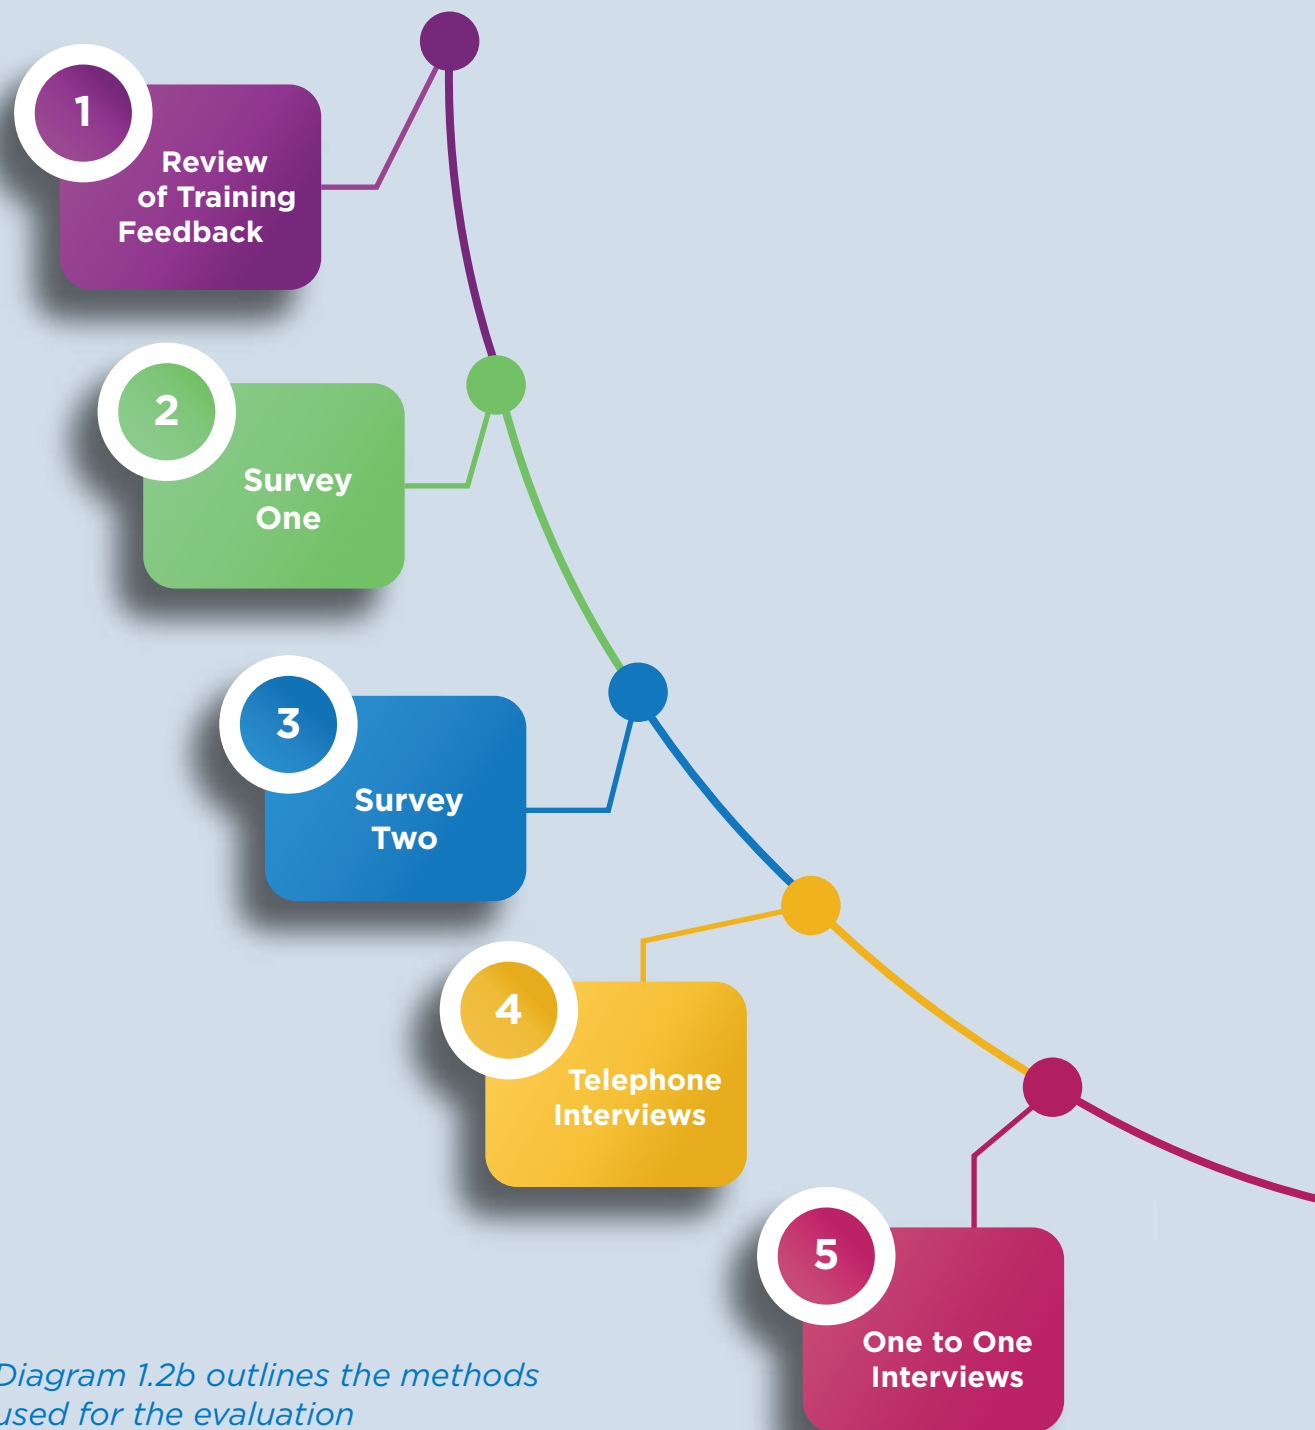 1
Review
of Training
Feedback
2
Survey
One
3
Survey
Two
4
Telephone
Interviews
5
One to One
Interviews
Diagram 1.2b outlines the methods
used for the evaluation